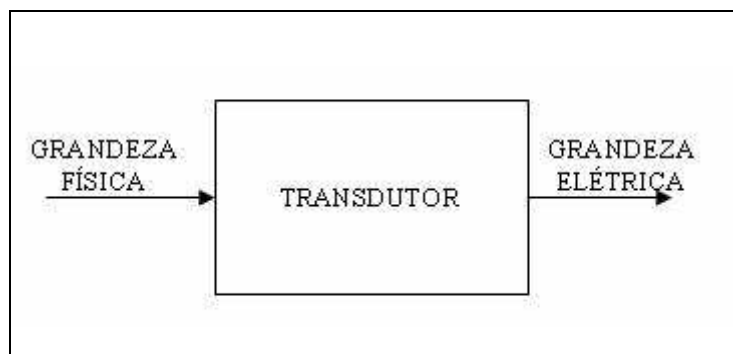 GRANDEZA
FÍSICA
TRANSDUTOR
GRANDEZA
ELÉTRICA